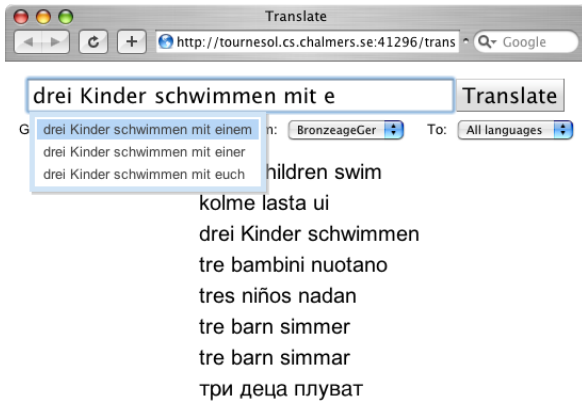 Translate
http://tournesol.cs.chalmers.se:41296/trans Google
drei Kinder schwimmen mit e Translate
drei Kinder schwimmen mit einem
BronzeageGer To: All languages
drei Kinder schwimmen mit einer
drei Kinder schwimmen mit euch
swim
kolme lasta ui
drei Kinder schwimmen
tre bambini nuotano
tres niños nadan
tre barn simmer
tre barn simmar
три деца плуват